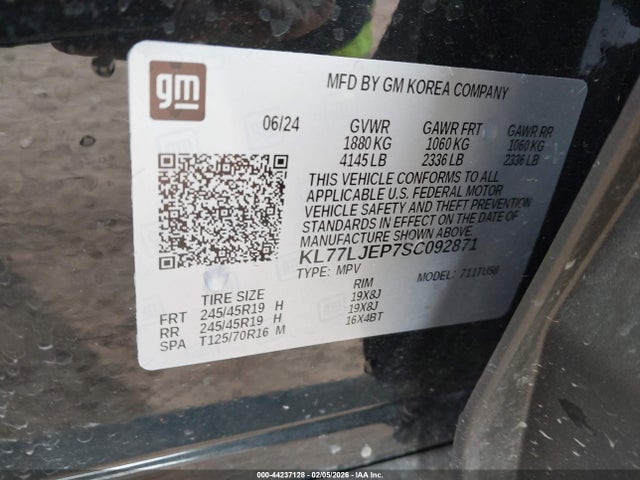 gm
MFD BY GM KOREA COMPANY
06/24 GVWR GAWR FRT GAWR RR
1880 KG 1060 KG 1060 KG
4145 LB 2336 LB 2336 LB
THIS VEHICLE CONFORMS TO ALL
APPLICABLE U.S. FEDERAL MOTOR
VEHICLE SAFETY AND THEFT PREVENTION
STANDARDS IN EFFECT ON THE DATE OF
MANUFACTURE SHOWN ABOVE.
KL77LJEP7SC092871
TYPE: MPV MODEL: 711TU58
TIRE SIZE RIM
FRT 245/45R19 H 19X8J
RR 245/45R19 H 19X8J
SPA T125/70R16 M 16X4BT
000-44237128 - 02/05/2026 - Copyright © 2026 IAA Inc.